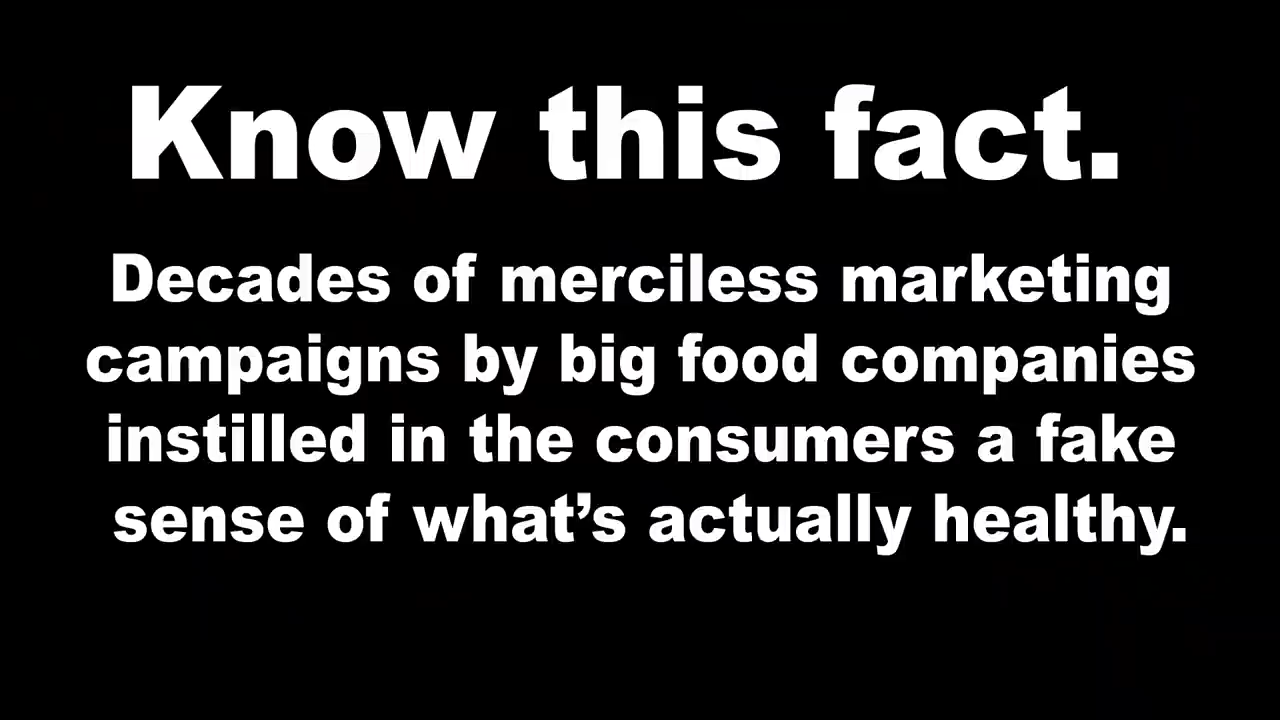 Know this fact.
Decades of merciless marketing
campaigns by big food companies
instilled in the consumers a fake
sense of what’s actually healthy.